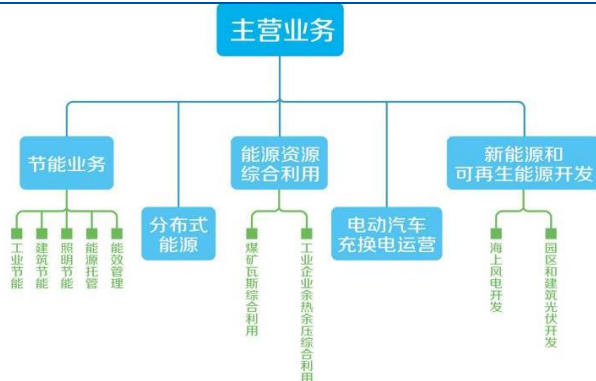 主营业务
节能业务
能源资源
综合利用
新能源和
可再生能源开发
分布式
能源
电动汽车
充换电运营
工业节能
建筑节能
照明节能
能源托管
能效管理
煤矿瓦斯综合利用
工业企业余热余压综合利用
海上风电开发
园区和建筑光伏开发